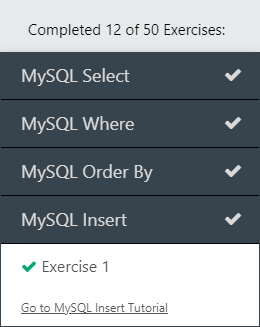 Completed 12 of 50 Exercises:
MySQL Select
MySQL Where
MySQL Order By
MySQL Insert
Exercise 1
Go to MySQL Insert Tutorial